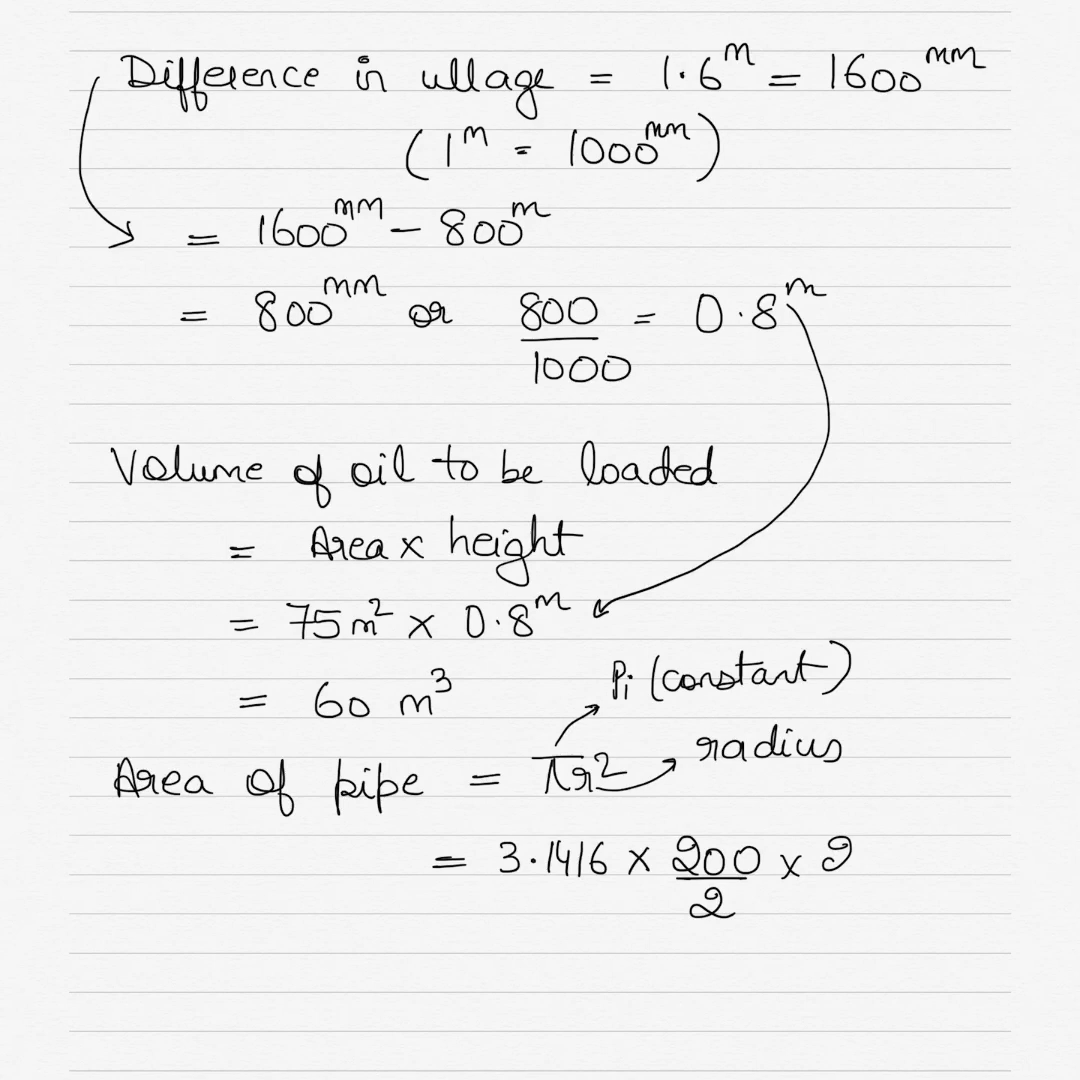 Difference in ullage = 1.6ᵐ = 1600ᵐᵐ
(1ᵐ = 1000ᵐᵐ)
= 1600ᵐᵐ – 800ᵐ
= 800ᵐᵐ or 800/1000 = 0.8ᵐ
Volume of oil to be loaded
= Area x height
= 75m² x 0.8ᵐ
= 60 m³
Pi (constant)
Area of pipe = πr² radius
= 3.1416 x 200/2 x 2